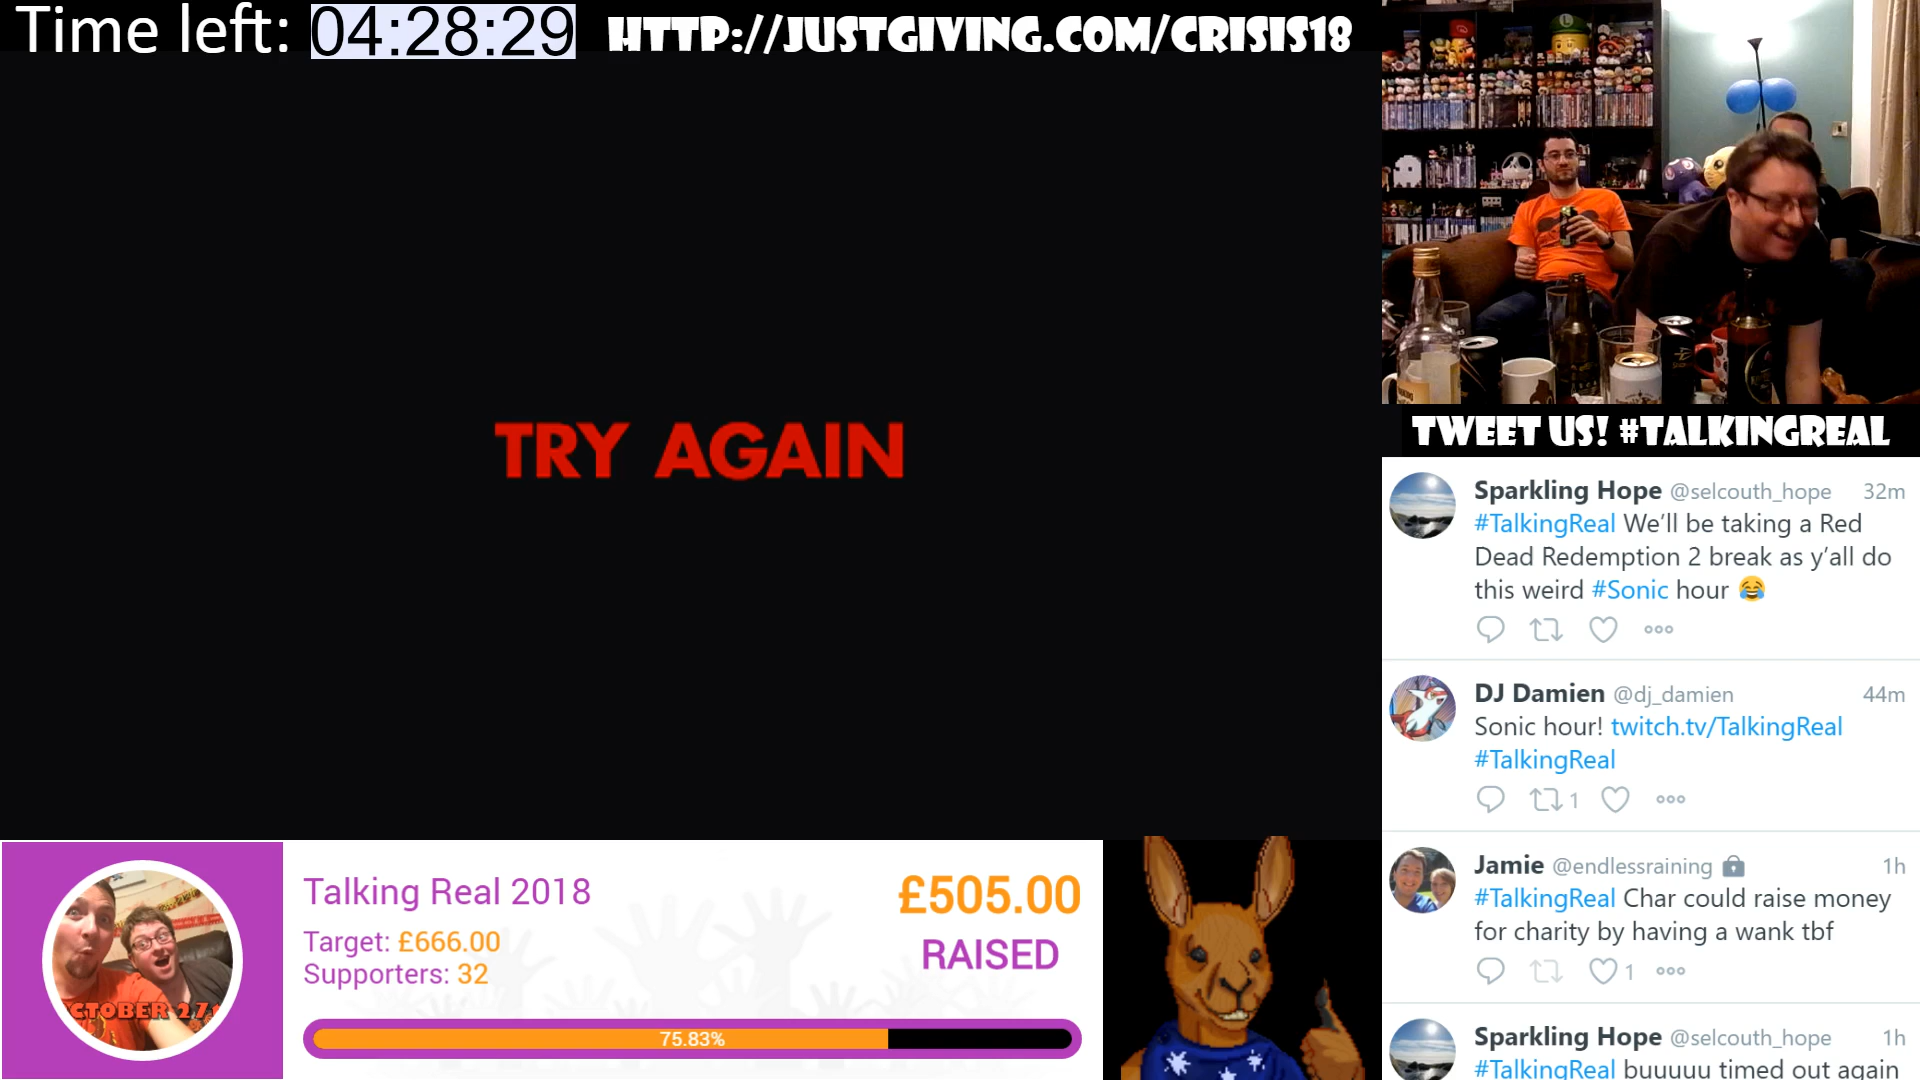 Time left: 04:28:29
HTTP://JUSTGIVING.COM/CRISIS18
TRY AGAIN
TWEET US! #TALKINGREAL
Sparkling Hope @selcouth_hope 32m
#TalkingReal We’ll be taking a Red
Dead Redemption 2 break as y’all do
this weird #Sonic hour 😂
DJ Damien @dj_damien 44m
Sonic hour! twitch.tv/TalkingReal
#TalkingReal
1
Jamie @endlessraining 1h
#TalkingReal Char could raise money
for charity by having a wank tbf
1
Sparkling Hope @selcouth_hope 1h
#TalkingReal buuuuu timed out again
CTOBER 27
Talking Real 2018
Target: £666.00
Supporters: 32
£505.00
RAISED
75.83%